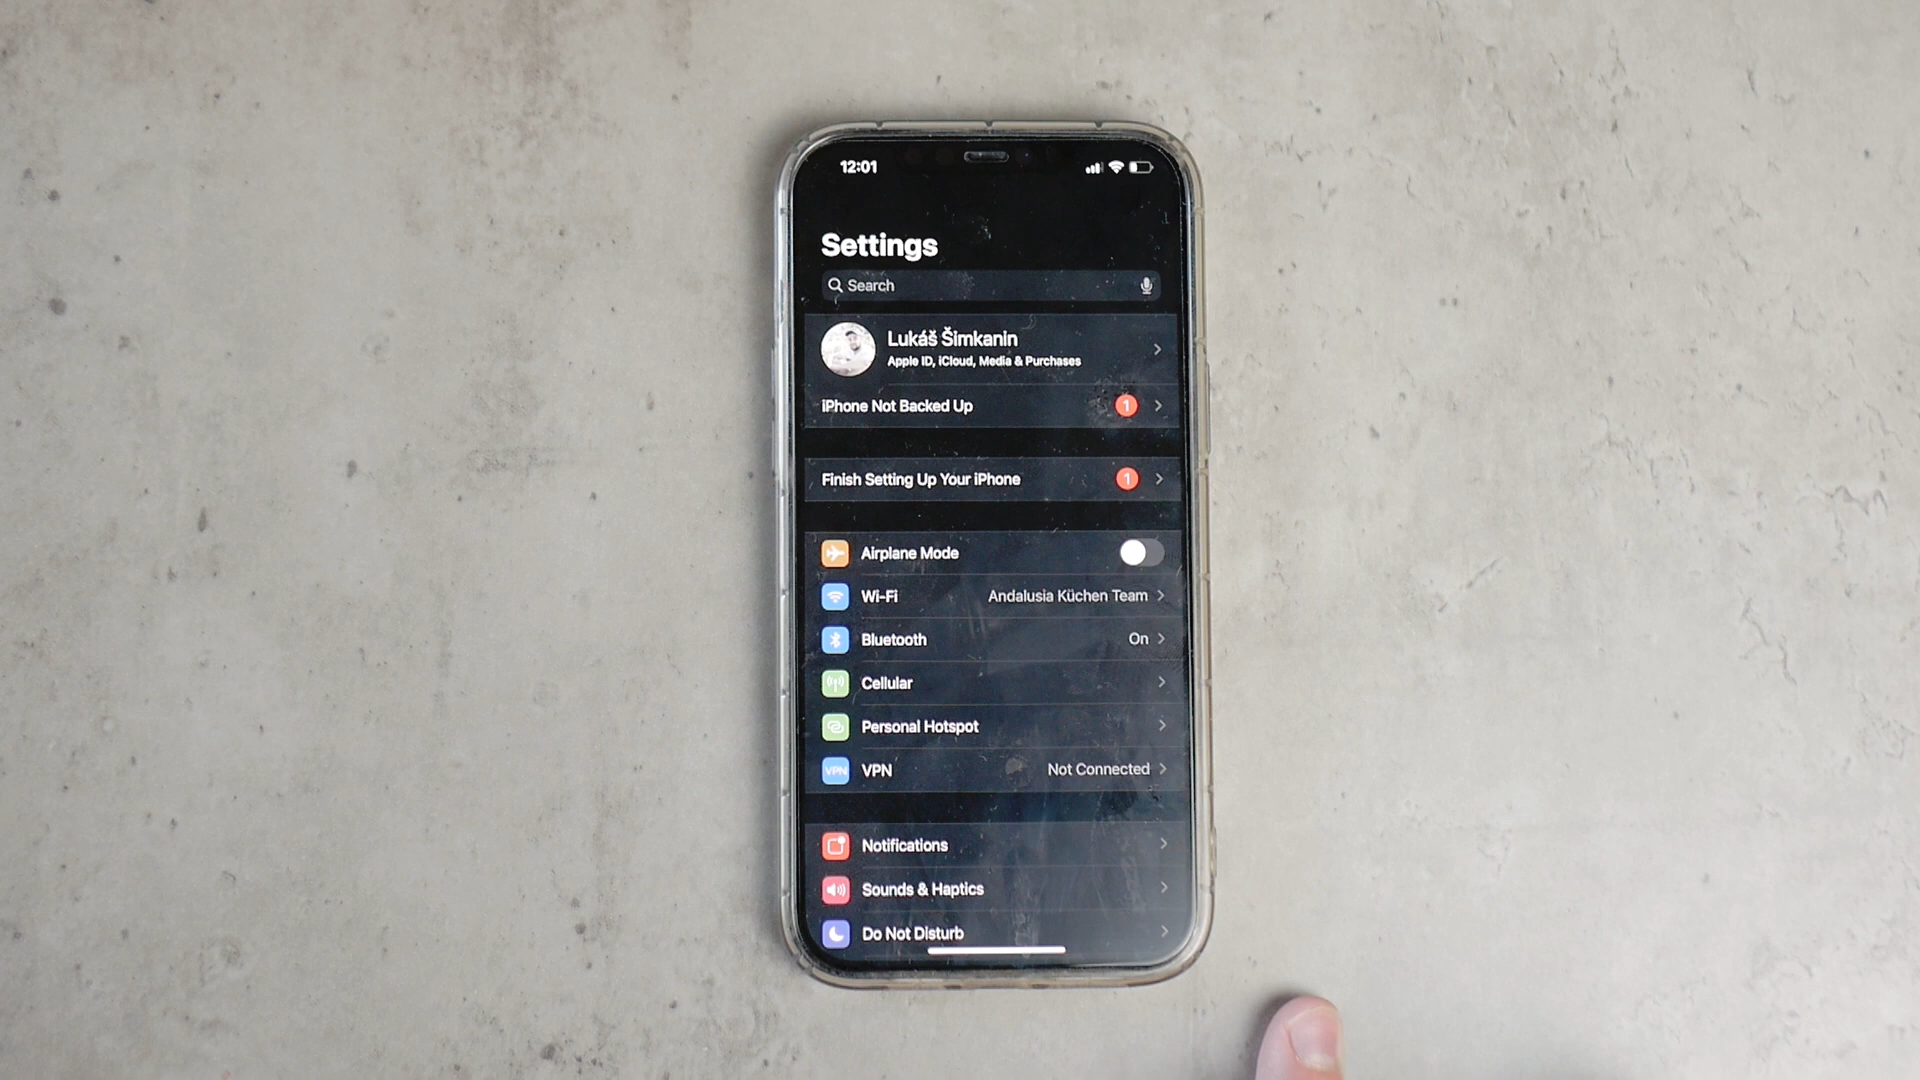 12:01
Settings
Search
Lukáš Šimkanin
Apple ID, iCloud, Media & Purchases
iPhone Not Backed Up 1
Finish Setting Up Your iPhone 1
Airplane Mode
Wi-Fi Andalusia Küchen Team
Bluetooth On
Cellular
Personal Hotspot
VPN VPN Not Connected
Notifications
Sounds & Haptics
Do Not Disturb